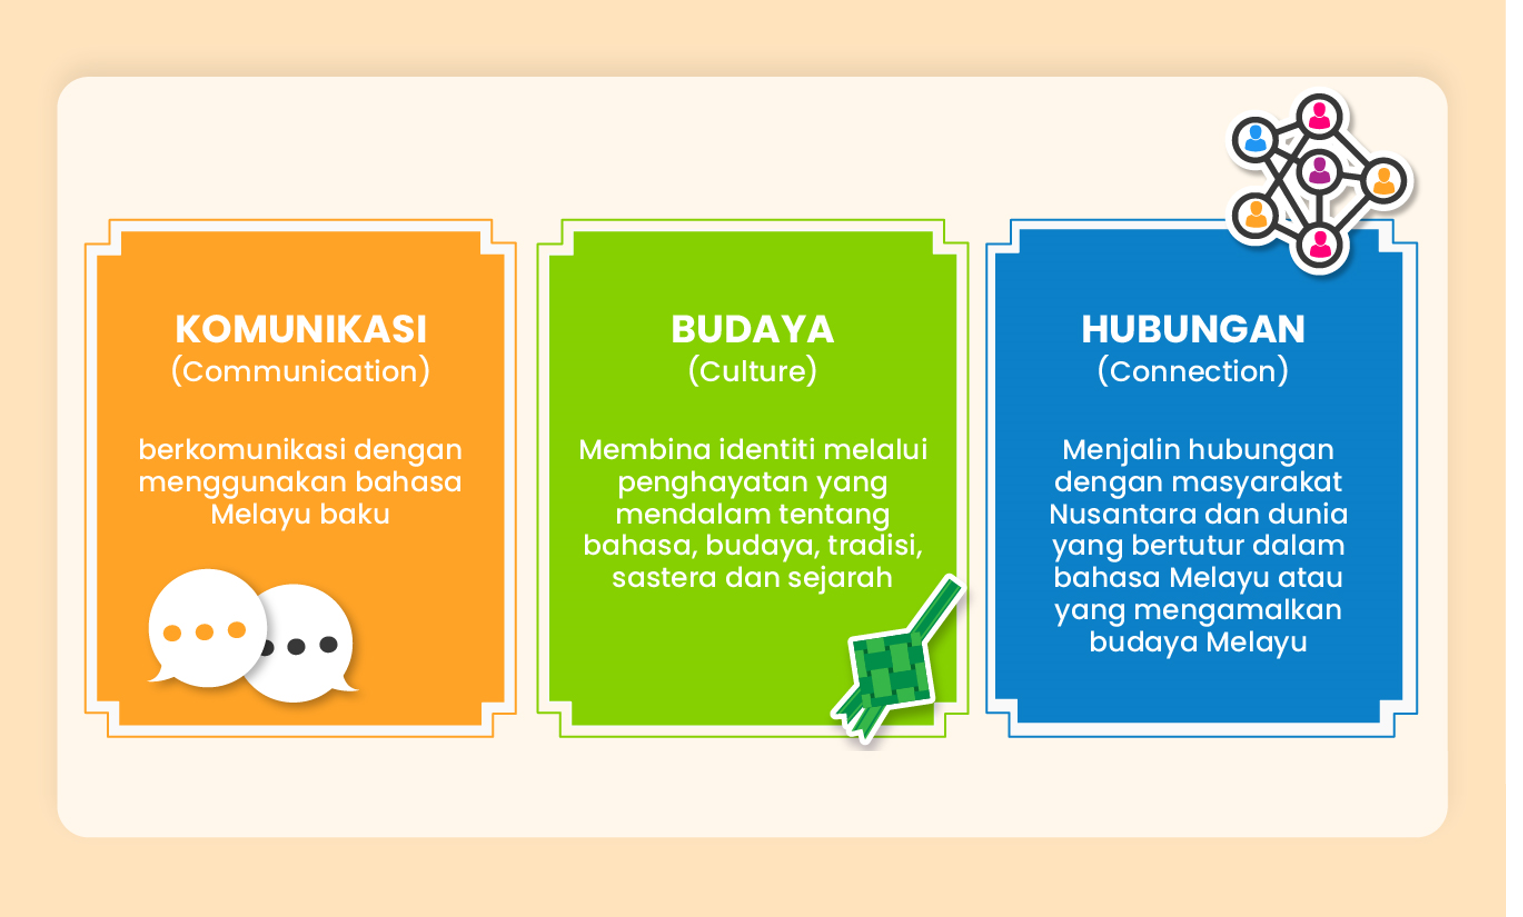 KOMUNIKASI
(Communication)
berkomunikasi dengan
menggunakan bahasa
Melayu baku
BUDAYA
(Culture)
Membina identiti melalui
penghayatan yang
mendalam tentang
bahasa, budaya, tradisi,
sastera dan sejarah
HUBUNGAN
(Connection)
Menjalin hubungan
dengan masyarakat
Nusantara dan dunia
yang bertutur dalam
bahasa Melayu atau
yang mengamalkan
budaya Melayu